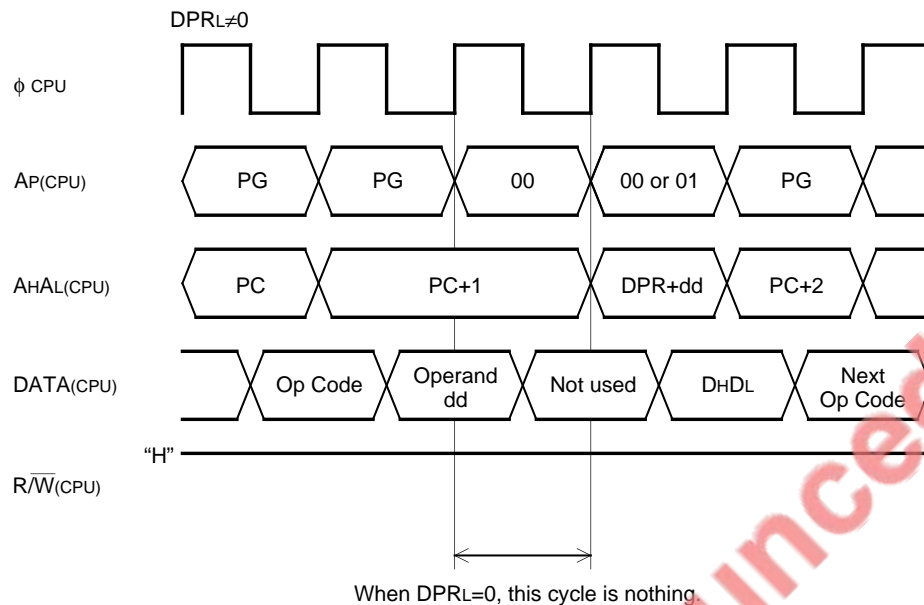 DPRL≠0
φ CPU
AP(CPU)
PG
PG
00
00 or 01
PG
AHAL(CPU)
PC
PC+1
DPR+dd
PC+2
DATA(CPU)
Op Code
Operand
dd
Not used
DHDL
Next
Op Code
“H”
R/W̅(CPU)
When DPRL=0, this cycle is nothing.
unced